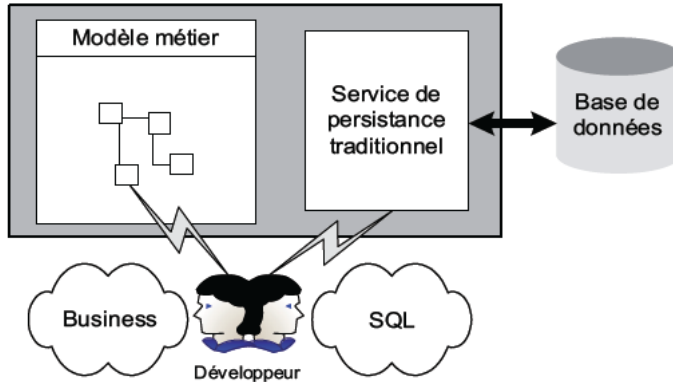 Modèle métier
Service de
persistance
traditionnel
Base de
données
Business
SQL
Développeur